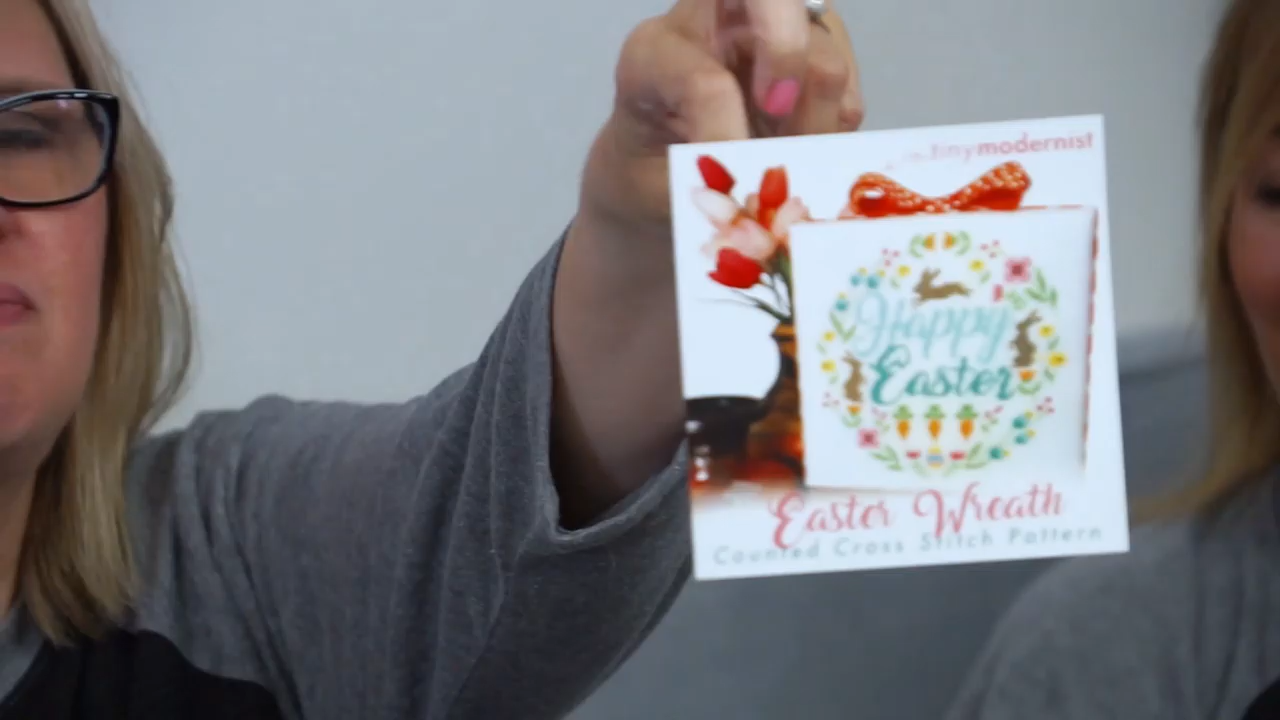 tinymodernist
Happy
Easter
Easter Wreath
Counted Cross Stitch Pattern